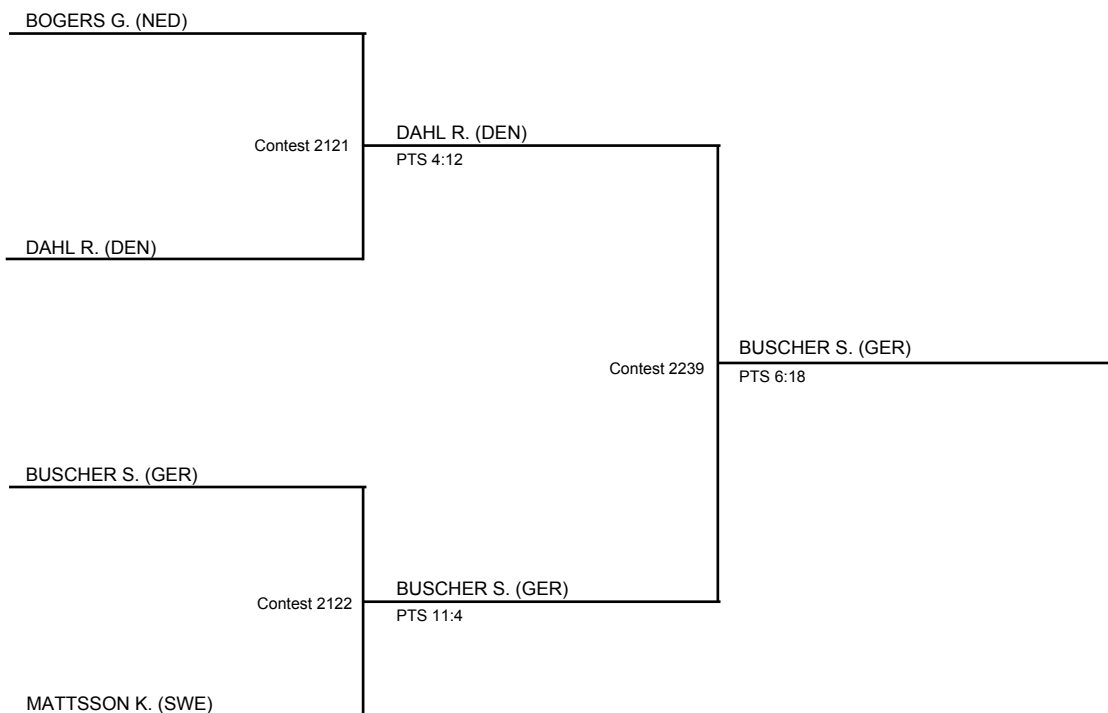 BOGERS G. (NED)
DAHL R. (DEN)
Contest 2121
PTS 4:12
DAHL R. (DEN)
BUSCHER S. (GER)
Contest 2239
PTS 6:18
BUSCHER S. (GER)
BUSCHER S. (GER)
Contest 2122
PTS 11:4
MATTSSON K. (SWE)